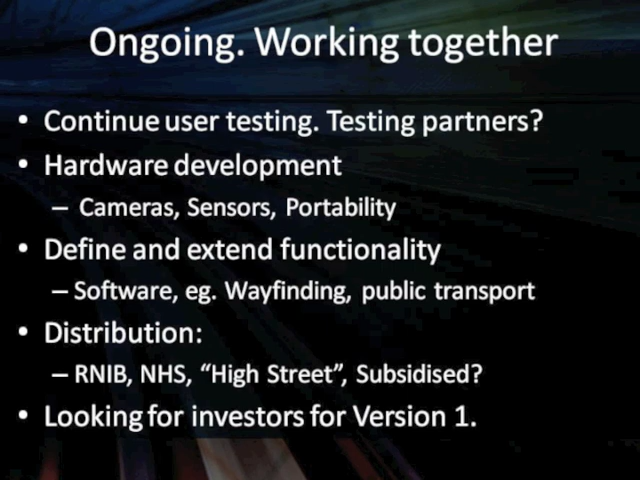 Ongoing. Working together
• Continue user testing. Testing partners?
• Hardware development
– Cameras, Sensors, Portability
• Define and extend functionality
– Software, eg. Wayfinding, public transport
• Distribution:
– RNIB, NHS, “High Street”, Subsidised?
• Looking for investors for Version 1.